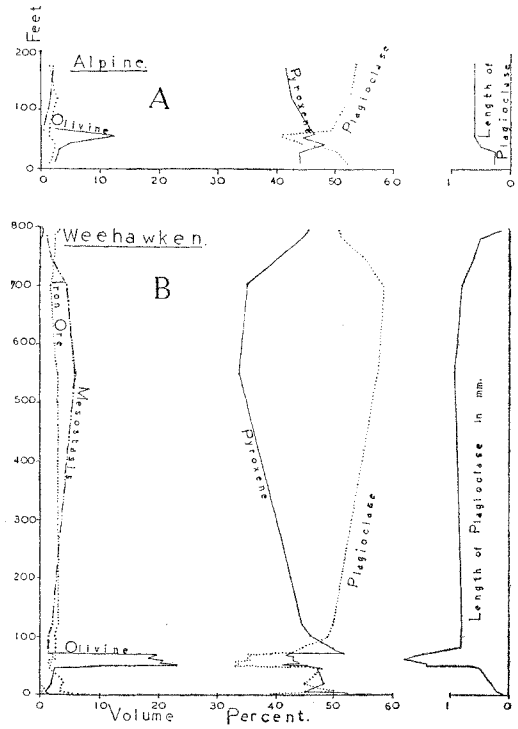 Feet
200
100
0
Alpine.
A
Olivine
Pyroxene
Plagioclase
Length of
Plagioclase
0 10 20 30 40 50 60
1 0
800
700
600
500
400
300
200
100
0
Weehawken.
B
Iron Ore
Mesostasis
Pyroxene
Plagioclase
Olivine
Length of Plagioclase in mm.
0 10 20 30 40 50 60
1 0
Volume Percent.